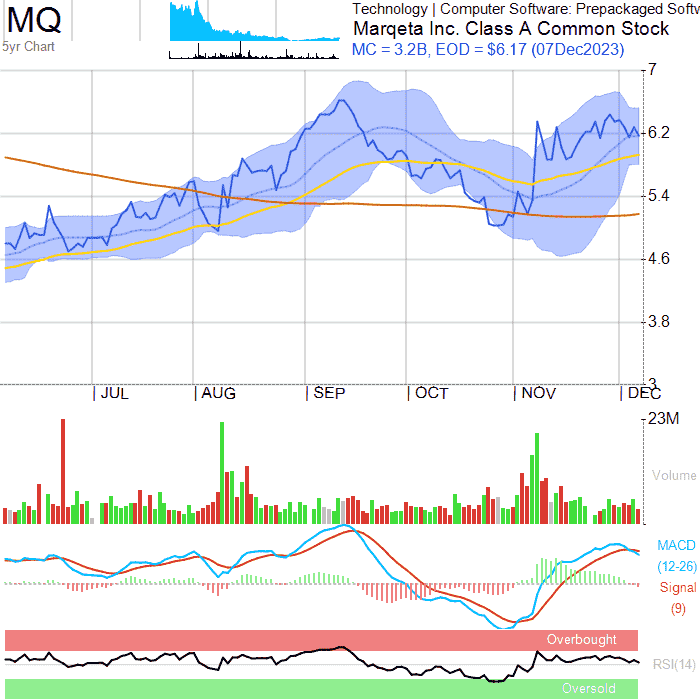 MQ
5yr Chart
Technology | Computer Software: Prepackaged Softw
Marqeta Inc. Class A Common Stock
MC = 3.2B, EOD = $6.17 (07Dec2023)
7
6.2
5.4
4.6
3.8
3
JUL
AUG
SEP
OCT
NOV
DEC
23M
Volume
MACD
(12-26)
Signal
(9)
Overbought
RSI(14)
Oversold